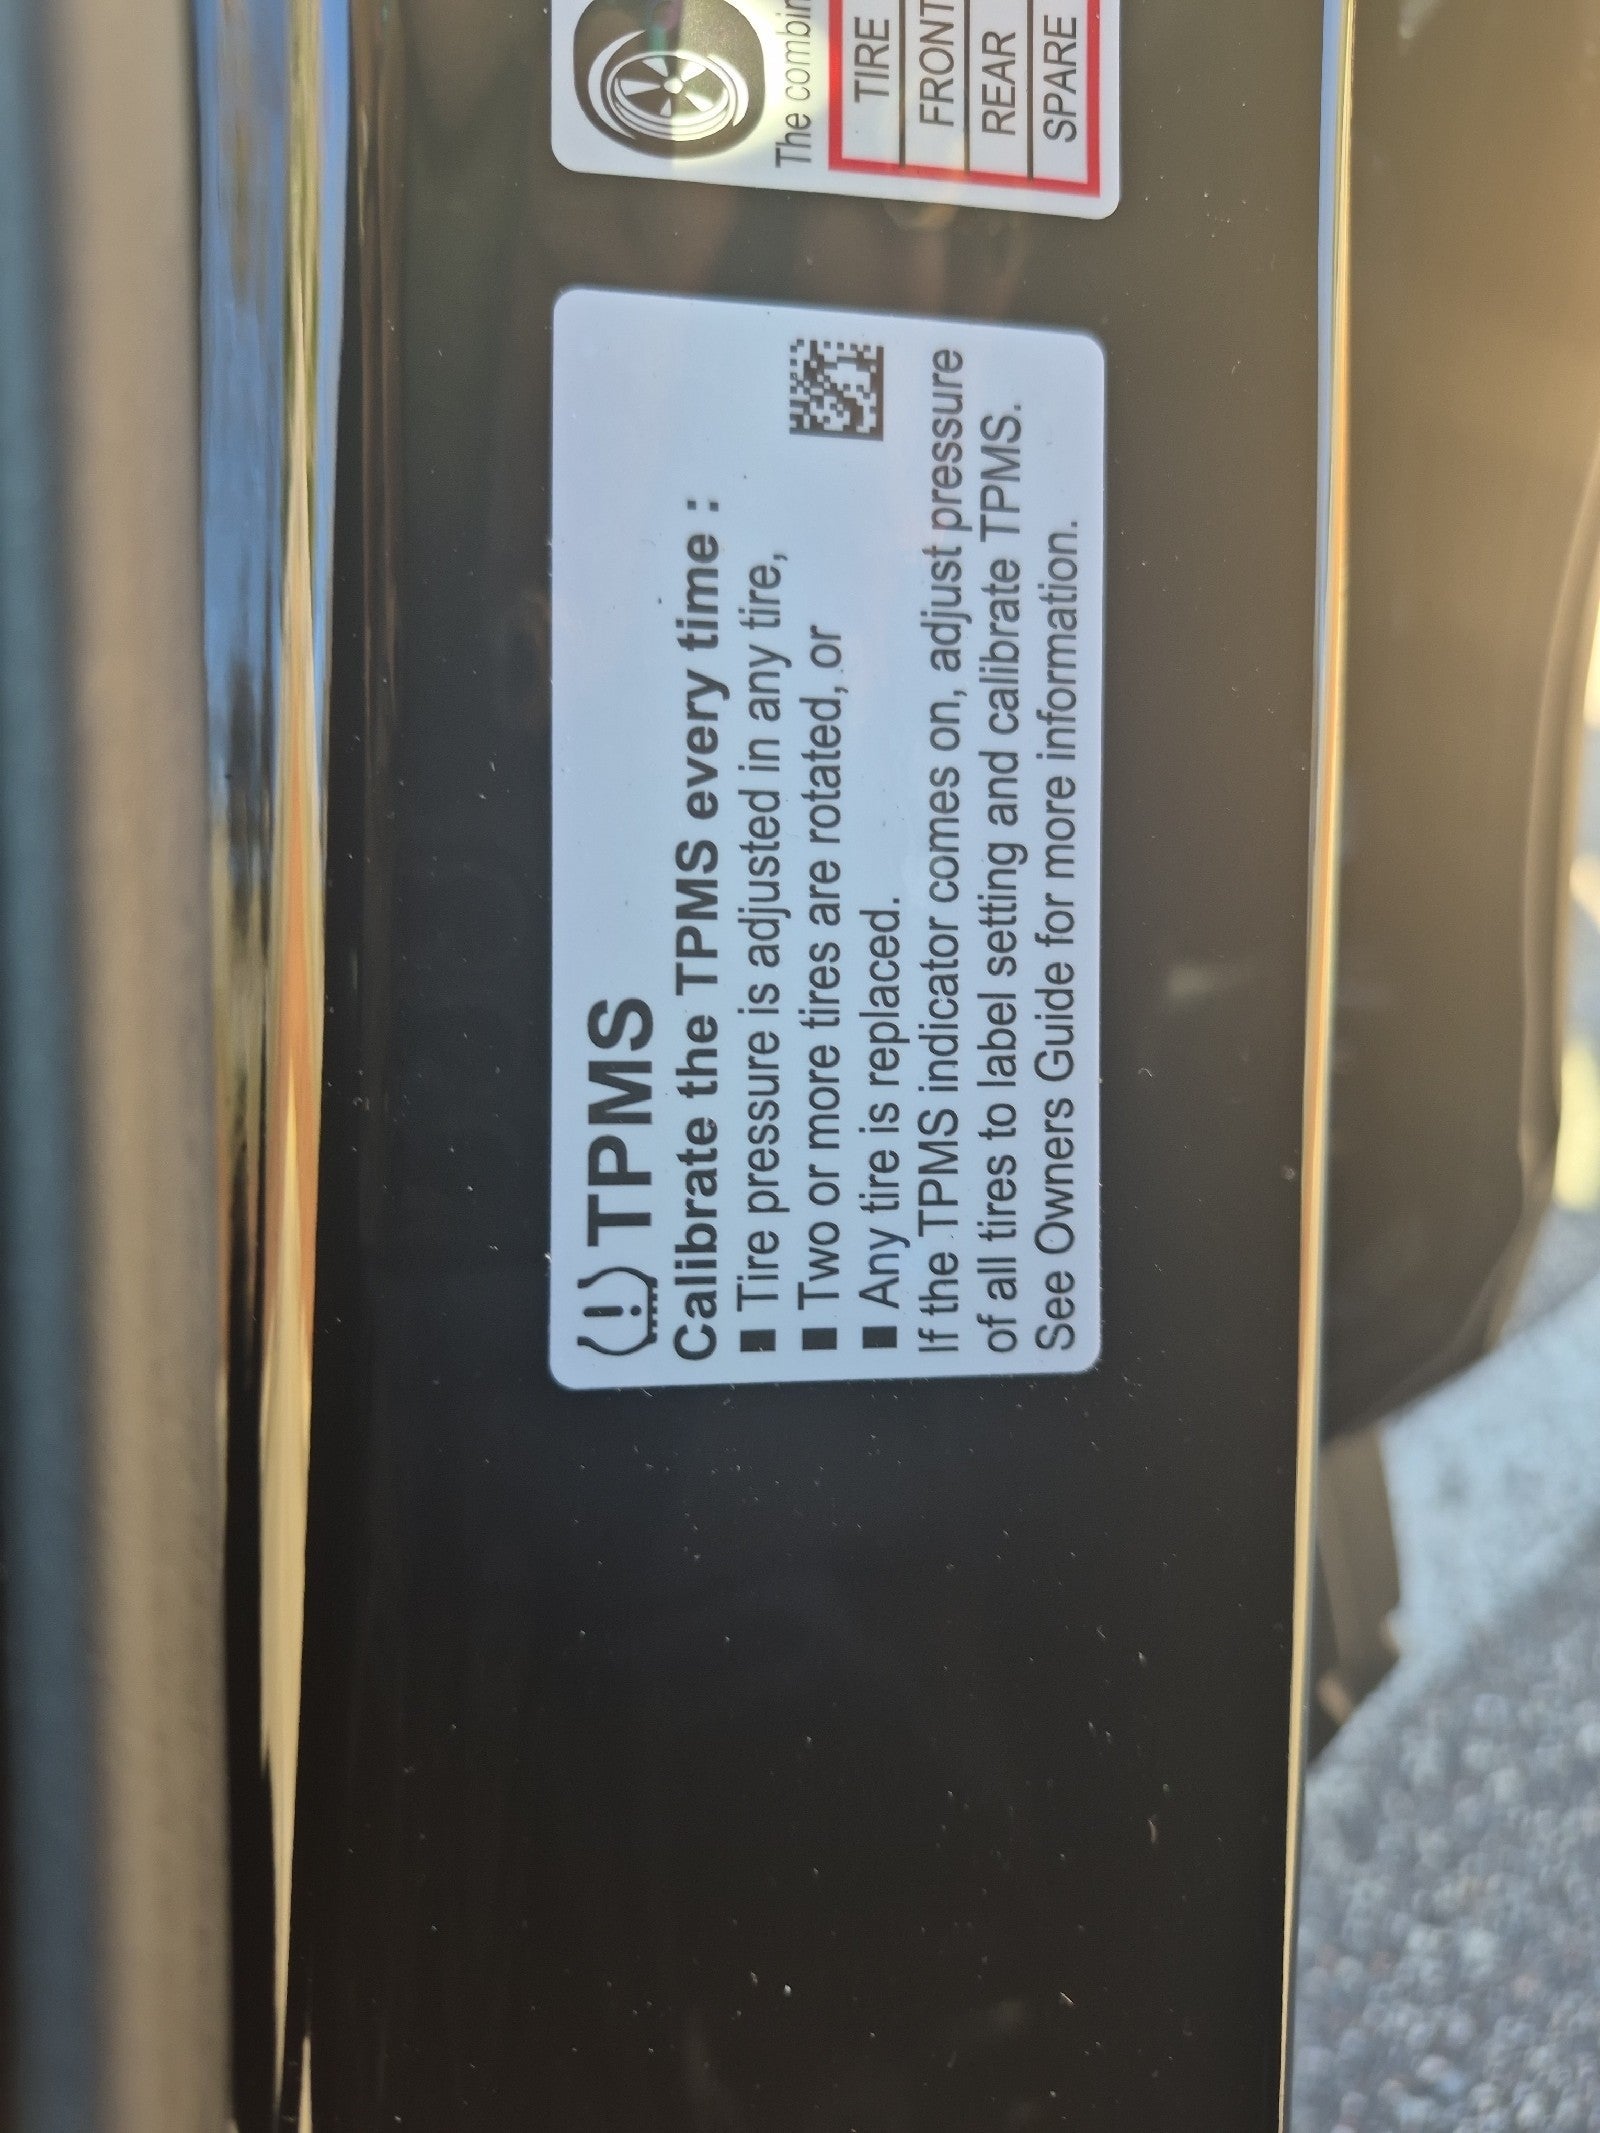 TPMS
Calibrate the TPMS every time :
■ Tire pressure is adjusted in any tire,
■ Two or more tires are rotated, or
■ Any tire is replaced.
If the TPMS indicator comes on, adjust pressure
of all tires to label setting and calibrate TPMS.
See Owners Guide for more information.
The
TIRE
FRONT
REAR
SPARE